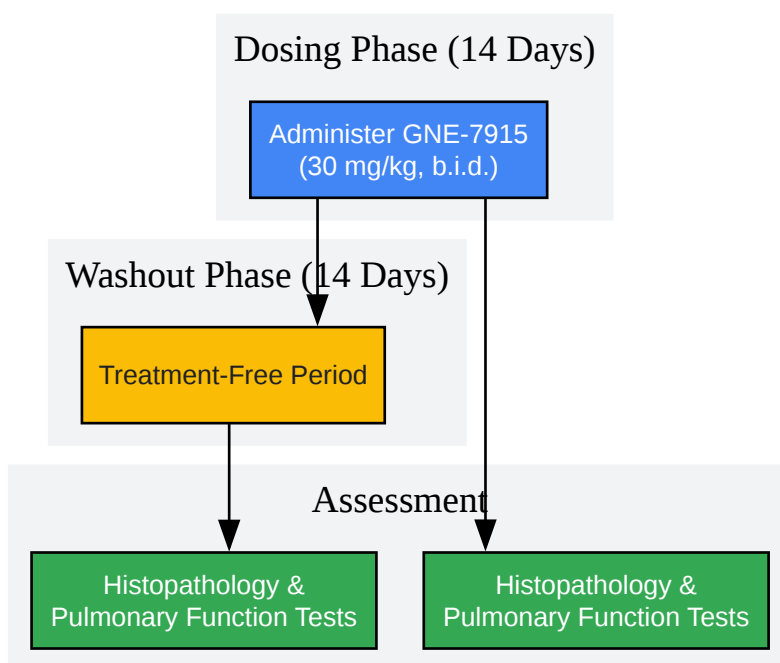 Dosing Phase (14 Days)
Administer GNE-7915
(30 mg/kg, b.i.d.)
Washout Phase (14 Days)
Treatment-Free Period
Assessment
Histopathology &
Pulmonary Function Tests
Histopathology &
Pulmonary Function Tests